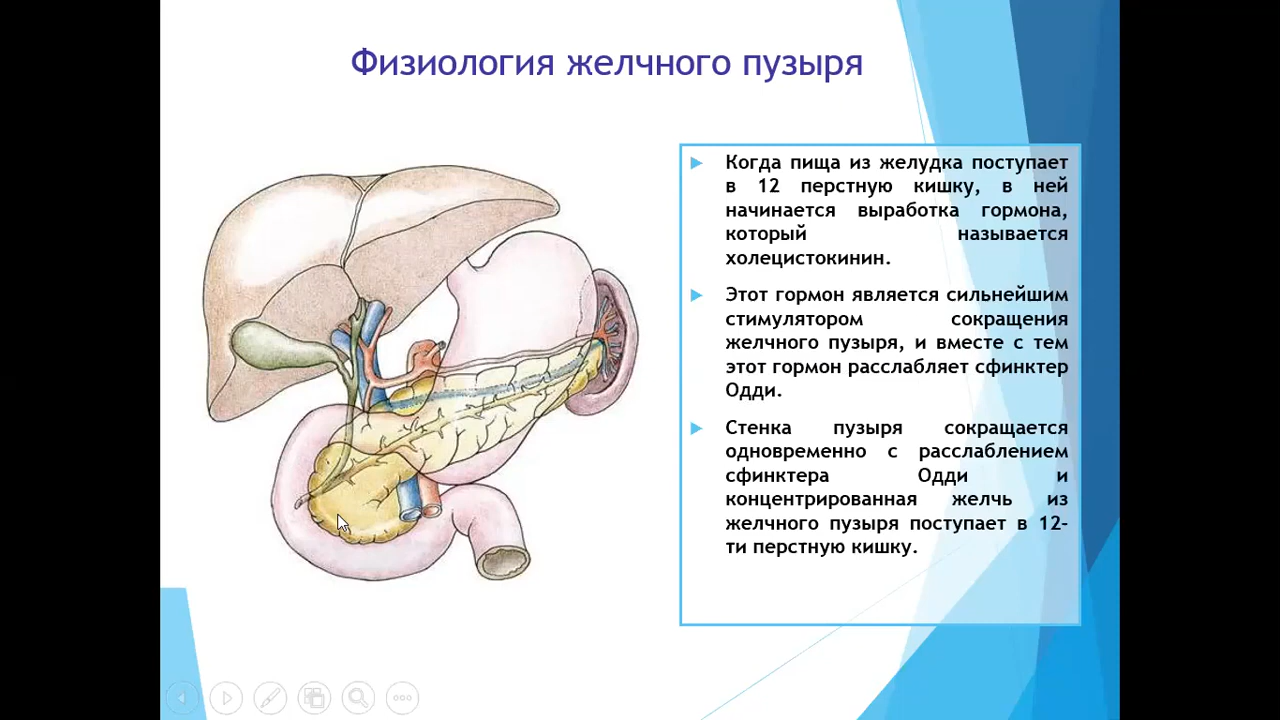 Физиология желчного пузыря
Когда пища из желудка поступает
в 12 перстную кишку, в ней
начинается выработка гормона,
который называется
холецистокинин.
Этот гормон является сильнейшим
стимулятором сокращения
желчного пузыря, и вместе с тем
этот гормон расслабляет сфинктер
Одди.
Стенка пузыря сокращается
одновременно с расслаблением
сфинктера Одди и
концентрированная желчь из
желчного пузыря поступает в 12-
ти перстную кишку.